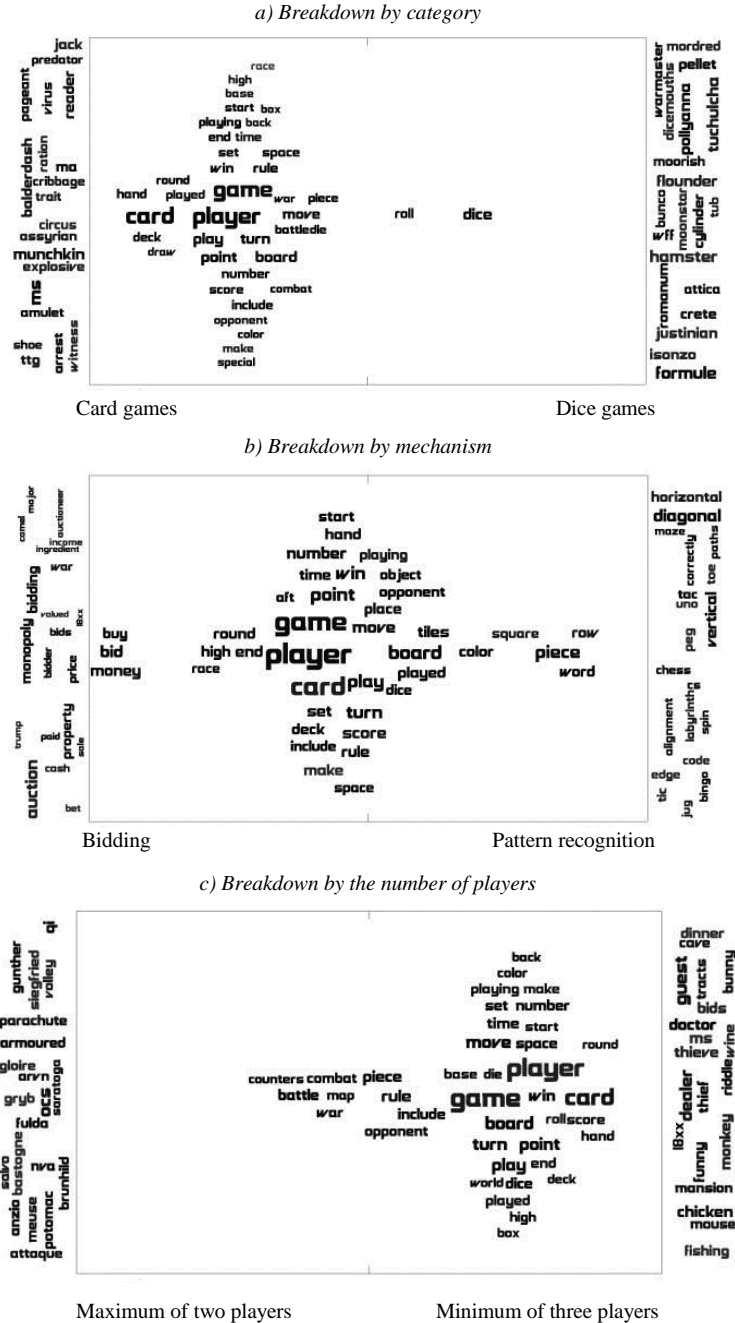 a) Breakdown by category
jack
predator
pageant
virus
reader
balderdash
ration
ma
cribbage
trait
circus
assyrian
munchkin
explosive
ms
amulet
shoe
ttg
arrest
witness
race
high
base
start box
playing back
end time
set space
win rule
round
hand played game war piece
card player move roll dice
battledie
deck play turn
draw
point board
number
score combat
include
opponent
color
make
special
warmaster
mordred
dicemouths
pellet
pollyanna
tuchulcha
moorish
flounder
bunco
wff
moonstar
cylinder
tub
hamster
romanum
attica
crete
justinian
isonzo
formule
Card games Dice games
b) Breakdown by mechanism
camel
major
auctioneer
income
ingredient
war
monopoly
bidding
valued
18xx
bids
bidder
price
trump
paid
property
sale
auction
cash
bet
start
hand
number playing
time win object
aft point opponent
place
game move tiles square row
buy round
bid high end player board color piece
money race played word
card play dice
set turn
deck score
include rule
make
space
horizontal
diagonal
maze
correctly
toe
paths
tac
uno
peg
vertical
chess
alignment
labyrinths
spin
code
edge
tic
jug
bingo
Bidding Pattern recognition
c) Breakdown by the number of players
qi
gunther
siegfried
volley
parachute
armoured
gloire
arvn
gryb
ocs
saratoga
fulda
salvo
bastogne
nva
brunhild
anzio
meuse
potomac
attaque
back
color
playing make
set number
time start
move space round
counters combat piece base die player
battle map rule game win card
war include board roll score
opponent hand
turn point
play end
world dice deck
played
high
box
dinner
cave
guest
tracts
bunny
bids
doctor
ms
thieve
riddle
wine
18xx
dealer
thief
funny
monkey
mansion
chicken
mouse
fishing
Maximum of two players Minimum of three players